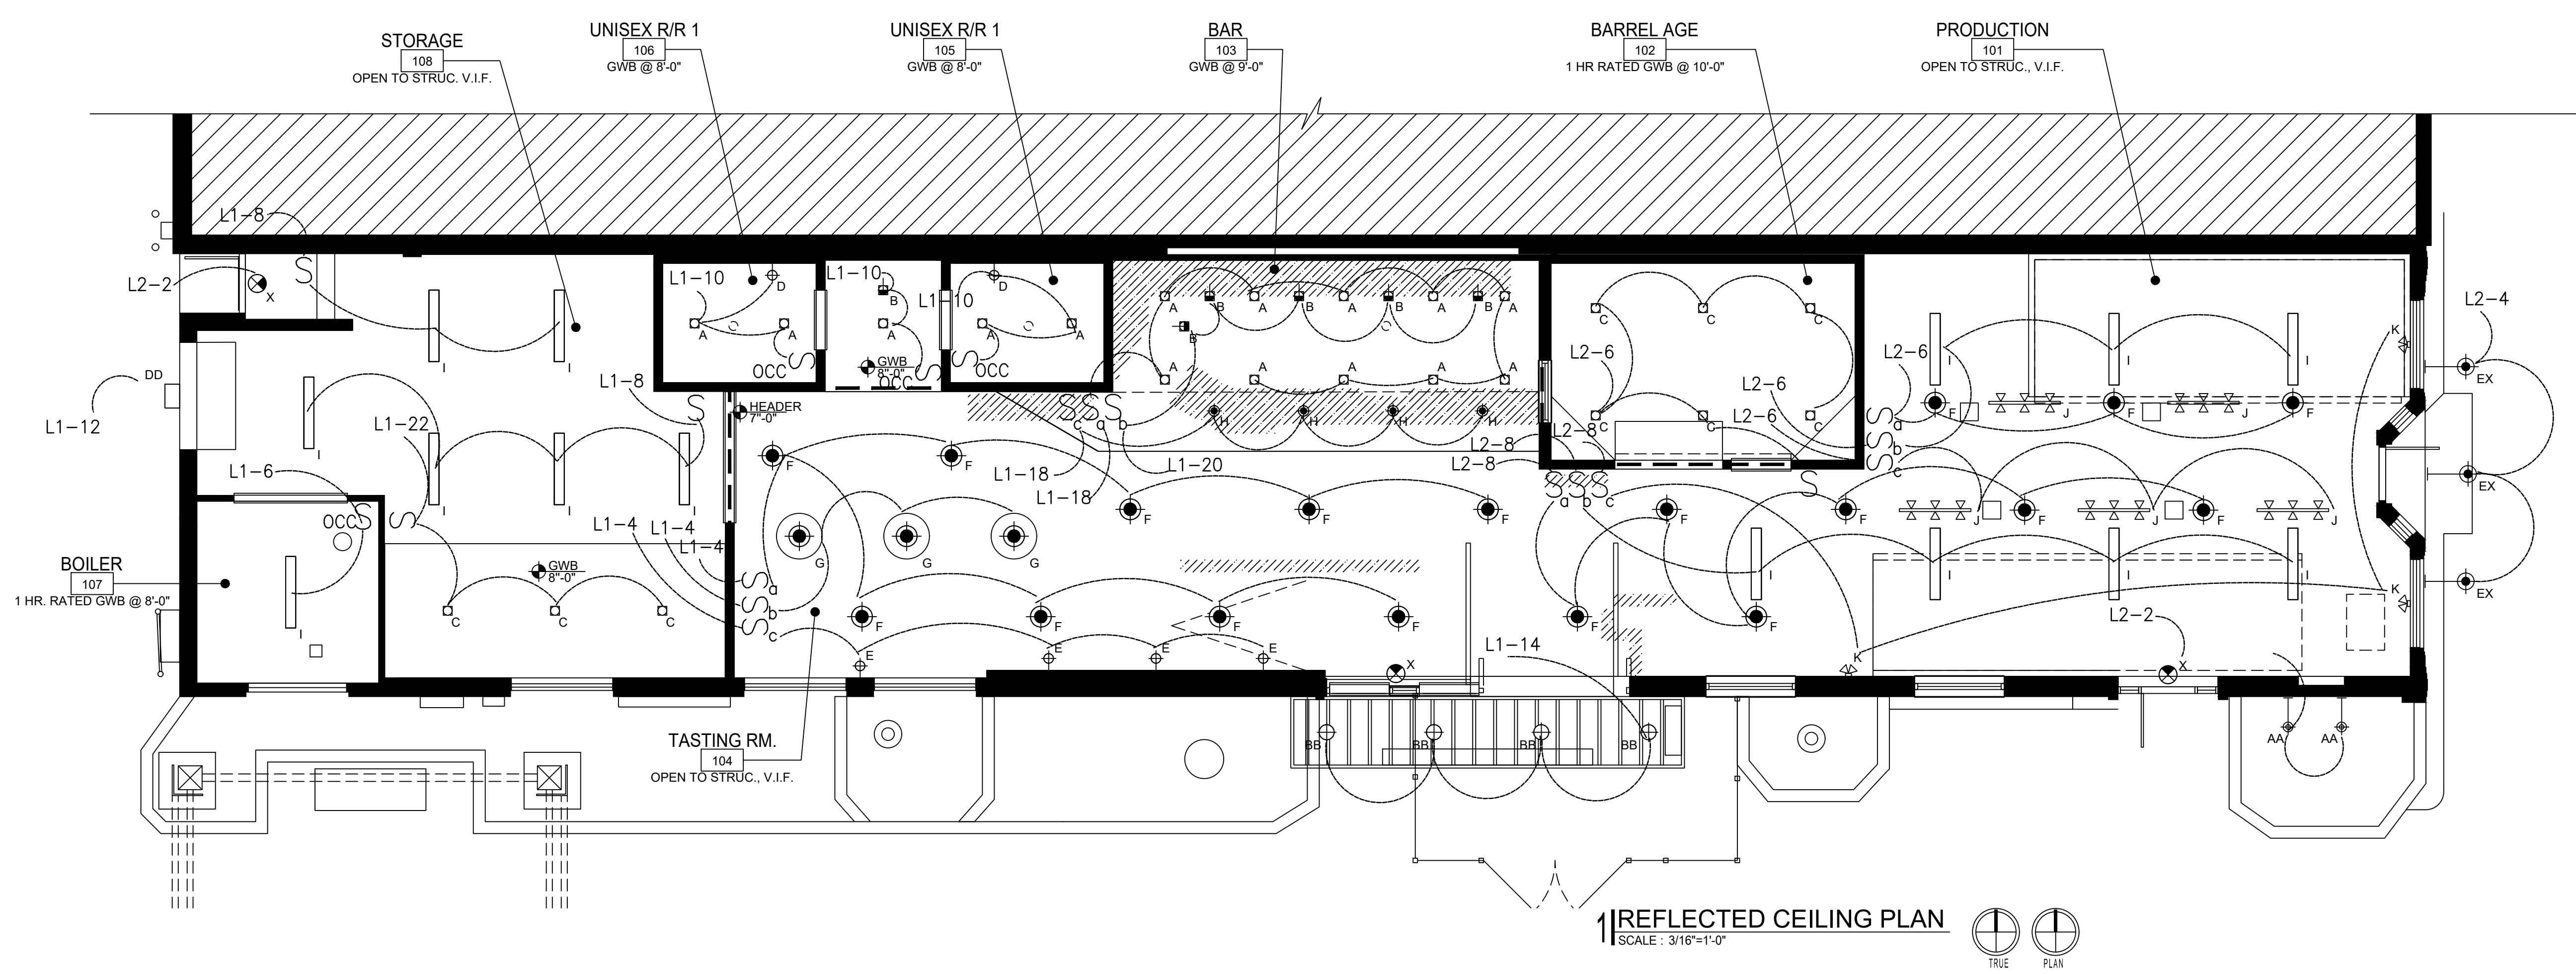 STORAGE
108
OPEN TO STRUC. V.I.F.
UNISEX R/R 1
106
GWB @ 8'-0"
UNISEX R/R 1
105
GWB @ 8'-0"
BAR
103
GWB @ 9'-0"
BARREL AGE
102
1 HR RATED GWB @ 10'-0"
PRODUCTION
101
OPEN TO STRUC., V.I.F.
L1-8
S
L2-2
X
L1-10
D
L1-10
B
L1-10
D
A
A
A
A
A
S
OCC
GWB
8"-0"
OCC
S
S
OCC
A
B
A
B
A
B
A
B
A
B
A
A
A
A
A
C
C
C
C
C
C
L2-6
L2-6
L2-6
L2-6
L2-4
K
EX
EX
EX
I
I
I
F
F
F
J
J
DD
L1-12
I
I
I
L1-8
S
HEADER
7"-0"
L1-22
L1-6
OCC
S
S
I
I
I
L1-4
L1-4
L1-4
S
a
S
b
S
c
S
c
S
a
S
b
L1-18
L1-18
L1-20
H
H
H
H
L2-8
L2-8
L2-8
S
a
S
b
S
c
S
S
a
S
b
S
c
F
F
F
F
F
F
F
F
F
J
J
J
G
G
G
BOILER
107
1 HR. RATED GWB @ 8'-0"
I
GWB
8"-0"
C
C
C
I
I
I
I
K
F
F
F
F
F
F
E
E
E
E
L1-14
L2-2
X
X
K
TASTING RM.
104
OPEN TO STRUC., V.I.F.
BB
BB
BB
BB
AA
AA
1
REFLECTED CEILING PLAN
SCALE : 3/16"=1'-0"
TRUE
PLAN